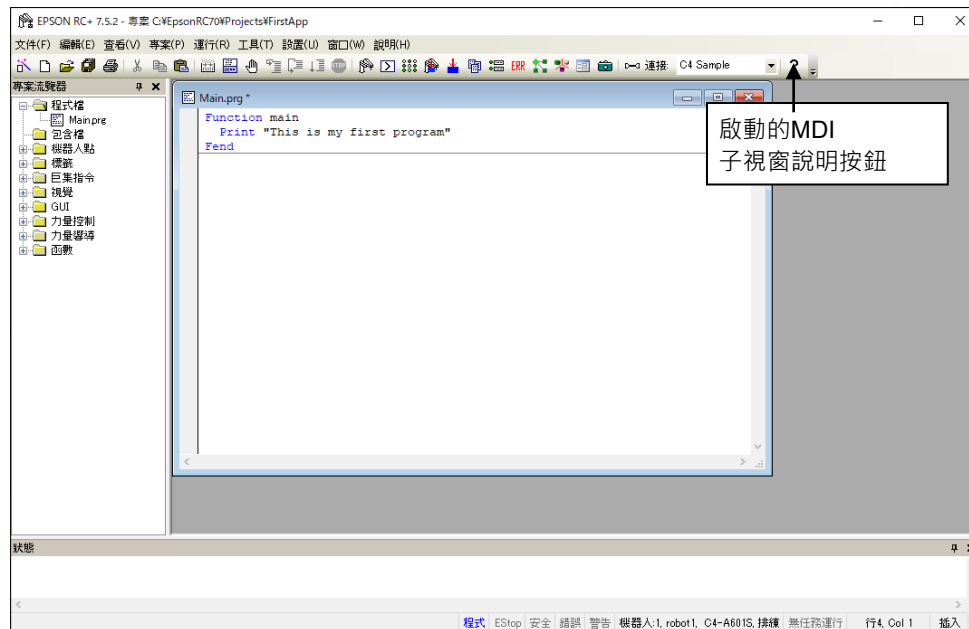 EPSON RC+ 7.5.2 - 專案 C:¥EpsonRC70¥Projects¥FirstApp
文件(F) 編輯(E) 查看(V) 專案(P) 運行(R) 工具(T) 設置(U) 窗口(W) 說明(H)
STOP ERR 連接: C4 Sample ?
專案流覽器
Main.prg *
程式檔
Main.prg
包含檔
機器人點
標籤
巨集指令
視覺
GUI
力量控制
力量嚮導
函數
Function main
Print "This is my first program"
Fend
啟動的MDI
子視窗說明按鈕
狀態
程式 EStop 安全 錯誤 警告 機器人:1, robot1, C4-A601S, 排練 無任務運行 行4, Col 1 插入